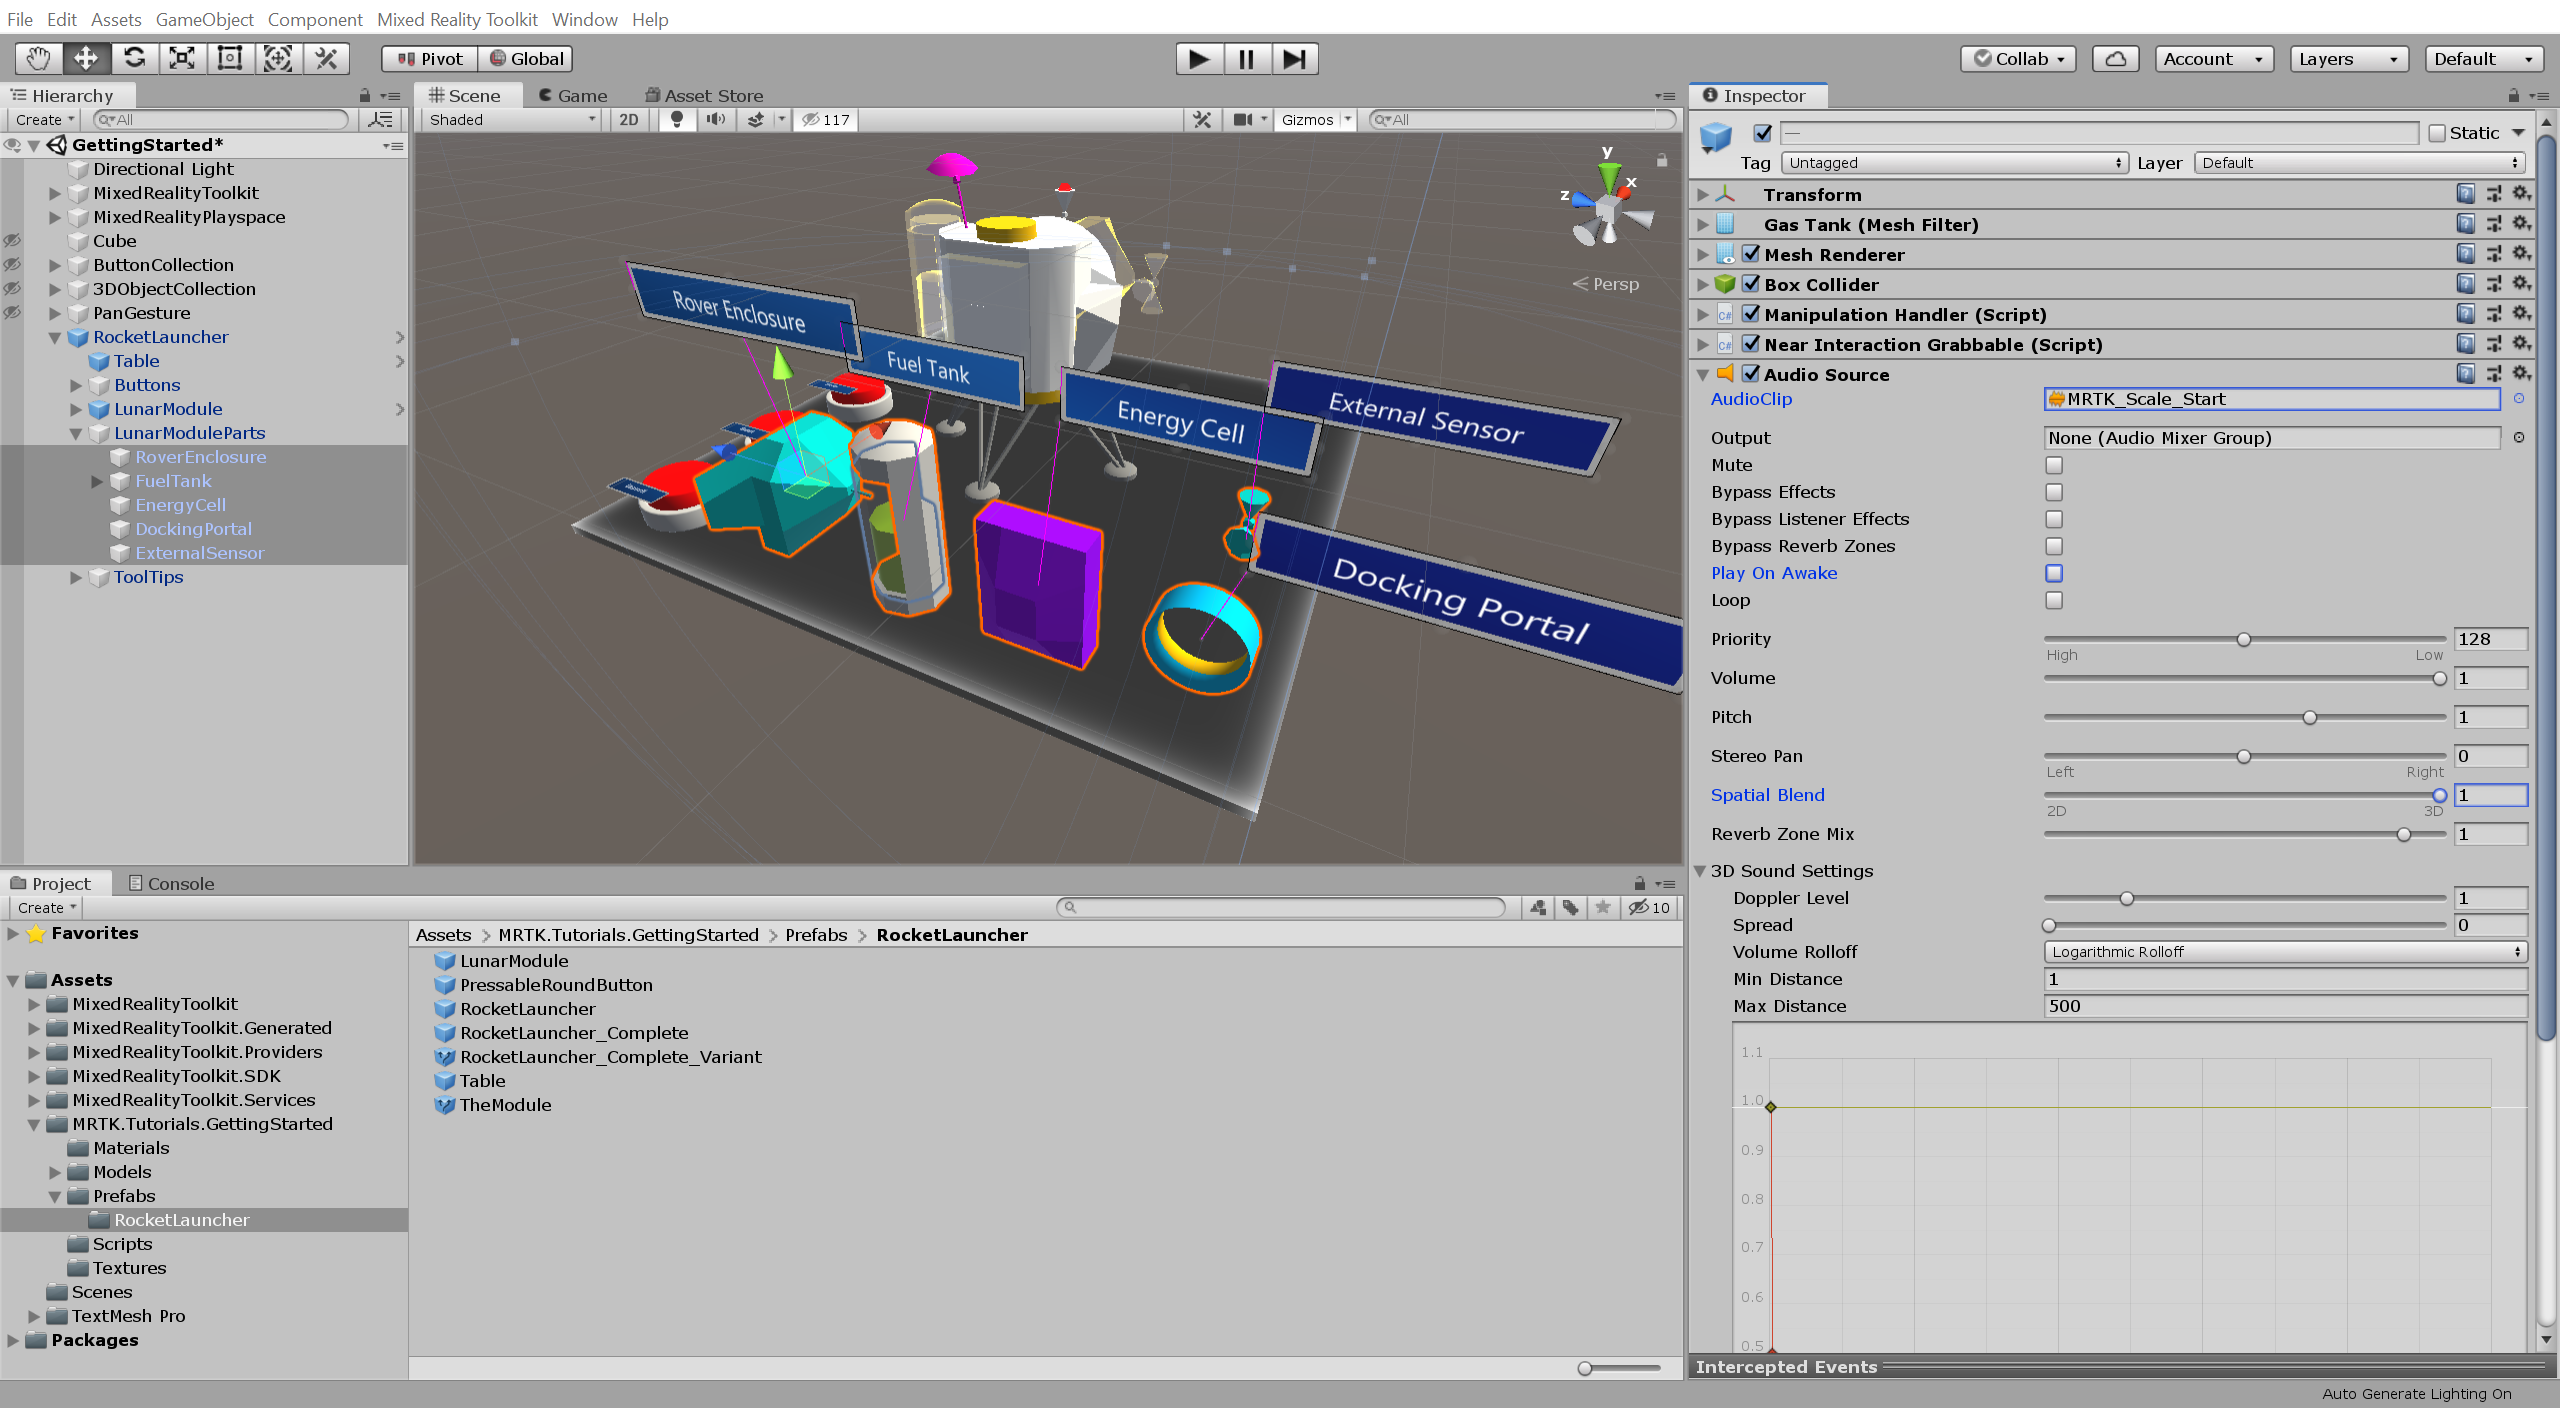 File Edit Assets GameObject Component Mixed Reality Toolkit Window Help
Pivot Global
Collab Account Layers Default
Hierarchy
Create All
GettingStarted*
Directional Light
MixedRealityToolkit
MixedRealityPlayspace
Cube
ButtonCollection
3DObjectCollection
PanGesture
RocketLauncher
Table
Buttons
LunarModule
LunarModuleParts
RoverEnclosure
FuelTank
EnergyCell
DockingPortal
ExternalSensor
ToolTips
Scene Game Asset Store
Shaded 2D 117 Gizmos All
y
x
z
Persp
Rover Enclosure
Fuel Tank
Energy Cell
External Sensor
Docking Portal
Project Console
Create 10
Favorites
Assets
MixedRealityToolkit
MixedRealityToolkit.Generated
MixedRealityToolkit.Providers
MixedRealityToolkit.SDK
MixedRealityToolkit.Services
MRTK.Tutorials.GettingStarted
Materials
Models
Prefabs
RocketLauncher
Scripts
Textures
Scenes
TextMesh Pro
Packages
Assets > MRTK.Tutorials.GettingStarted > Prefabs > RocketLauncher
LunarModule
PressableRoundButton
RocketLauncher
RocketLauncher_Complete
RocketLauncher_Complete_Variant
Table
TheModule
Inspector
— Static
Tag Untagged Layer Default
Transform
Gas Tank (Mesh Filter)
Mesh Renderer
Box Collider
Manipulation Handler (Script)
Near Interaction Grabbable (Script)
Audio Source
AudioClip MRTK_Scale_Start
Output None (Audio Mixer Group)
Mute
Bypass Effects
Bypass Listener Effects
Bypass Reverb Zones
Play On Awake
Loop
Priority 128
High Low
Volume 1
Pitch 1
Stereo Pan 0
Left Right
Spatial Blend 1
2D 3D
Reverb Zone Mix 1
3D Sound Settings
Doppler Level 1
Spread 0
Volume Rolloff Logarithmic Rolloff
Min Distance 1
Max Distance 500
1.1
1.0
0.9
0.8
0.7
0.6
0.5
Intercepted Events
Auto Generate Lighting On